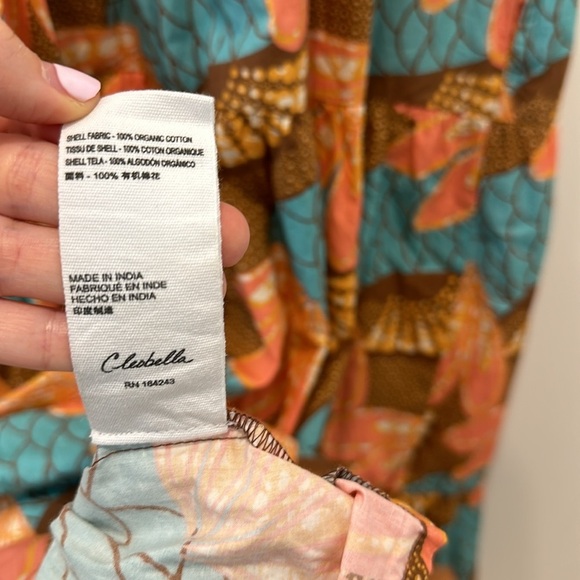 SHELL FABRIC - 100% ORGANIC COTTON
TISSU DE SHELL - 100% COTON ORGANIQUE
SHELL TELA - 100% ALGODÓN ORGÁNICO
面料 - 100% 有机棉花
MADE IN INDIA
FABRIQUÉ EN INDE
HECHO EN INDIA
印度制造
Cleobella
RN 164243